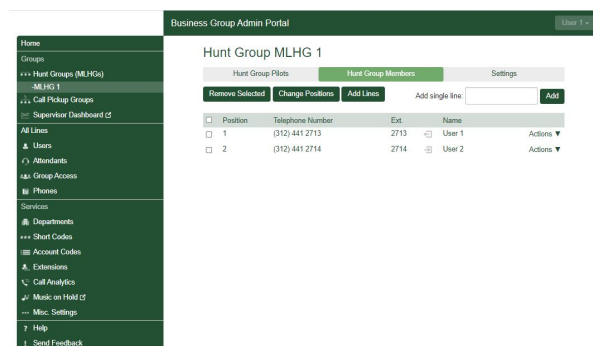 Business Group Admin Portal
User 1
Home
Groups
Hunt Groups (MLHGs)
-MLHG 1
Call Pickup Groups
Supervisor Dashboard
All Lines
Users
Attendants
Group Access
Phones
Services
Departments
Short Codes
Account Codes
Extensions
Call Analytics
Music on Hold
Misc. Settings
? Help
! Send Feedback
Hunt Group MLHG 1
Hunt Group Pilots Hunt Group Members Settings
Remove Selected Change Positions Add Lines Add single line: Add
Position Telephone Number Ext. Name
1 (312) 441 2713 2713 User 1 Actions ▼
2 (312) 441 2714 2714 User 2 Actions ▼